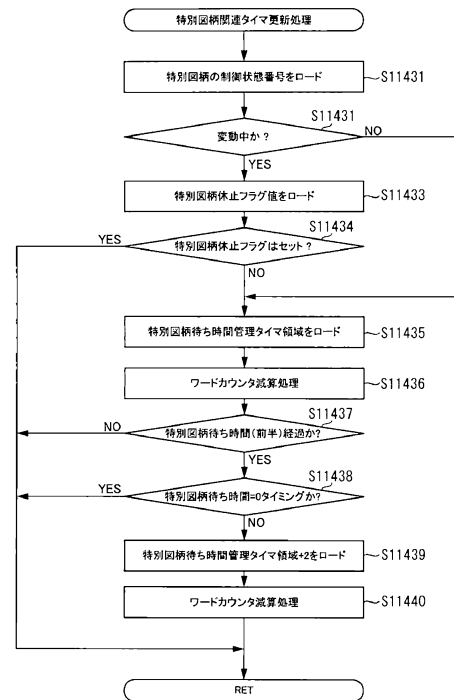 特別図柄関連タイマ更新処理
特別図柄の制御状態番号をロード
S11431
変動中か?
S11431
NO
YES
特別図柄休止フラグ値をロード
S11433
特別図柄休止フラグはセット?
S11434
YES
NO
特別図柄待ち時間管理タイマ領域をロード
S11435
ワードカウンタ減算処理
S11436
特別図柄待ち時間(前半)経過か?
S11437
NO
YES
特別図柄待ち時間=0タイミングか?
S11438
YES
NO
特別図柄待ち時間管理タイマ領域+2をロード
S11439
ワードカウンタ減算処理
S11440
RET